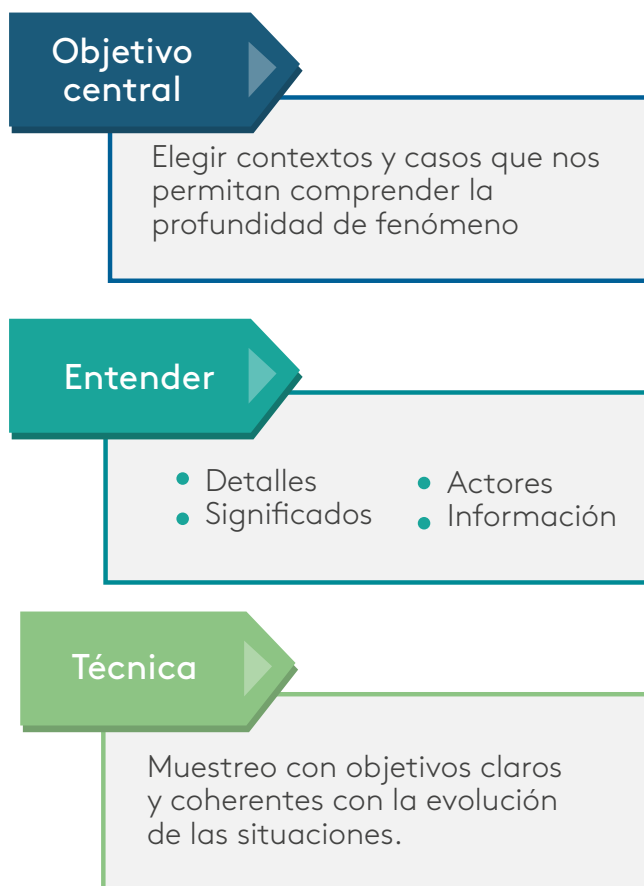 Objetivo
central
Elegir contextos y casos que nos
permitan comprender la
profundidad de fenómeno
Entender
Detalles
Significados
Actores
Información
Técnica
Muestreo con objetivos claros
y coherentes con la evolución
de las situaciones.